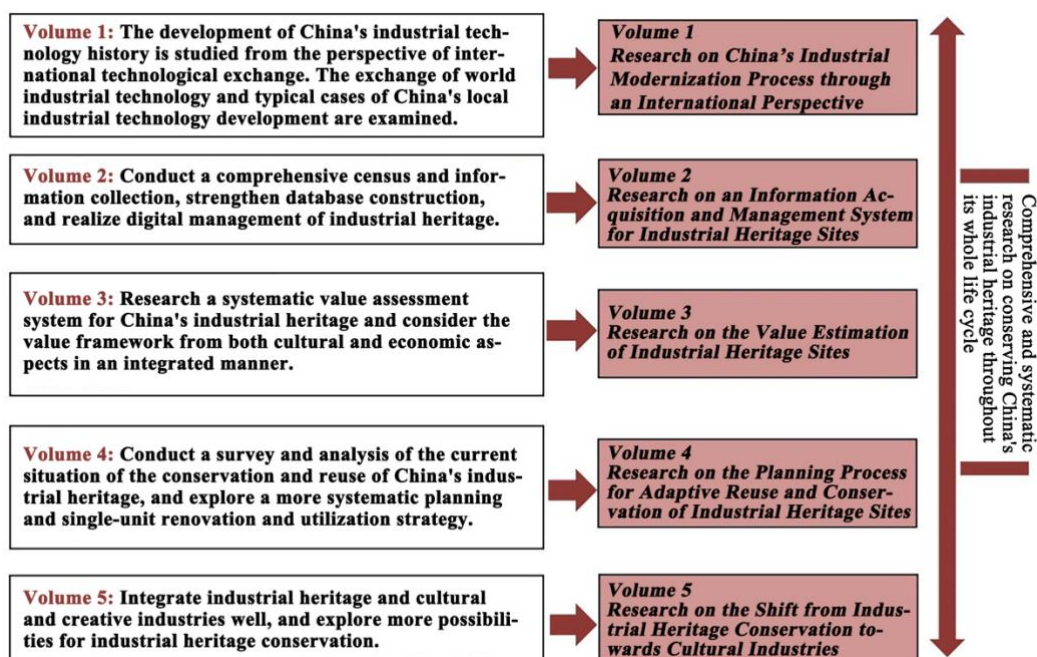 Volume 1: The development of China's industrial tech-
nology history is studied from the perspective of inter-
national technological exchange. The exchange of world
industrial technology and typical cases of China's local
industrial technology development are examined.
Volume 1
Research on China's Industrial
Modernization Process through
an International Perspective
Volume 2: Conduct a comprehensive census and infor-
mation collection, strengthen database construction,
and realize digital management of industrial heritage.
Volume 2
Research on an Information Ac-
quisition and Management System
for Industrial Heritage Sites
Volume 3: Research a systematic value assessment
system for China's industrial heritage and consider the
value framework from both cultural and economic as-
pects in an integrated manner.
Volume 3
Research on the Value Estimation
of Industrial Heritage Sites
Volume 4: Conduct a survey and analysis of the current
situation of the conservation and reuse of China's indus-
trial heritage, and explore a more systematic planning
and single-unit renovation and utilization strategy.
Volume 4
Research on the Planning Process
for Adaptive Reuse and Conser-
vation of Industrial Heritage Sites
Volume 5: Integrate industrial heritage and cultural
and creative industries well, and explore more possibili-
ties for industrial heritage conservation.
Volume 5
Research on the Shift from Indus-
trial Heritage Conservation to-
wards Cultural Industries
Comprehensive and systematic
research on conserving China's
industrial heritage throughout
its whole life cycle